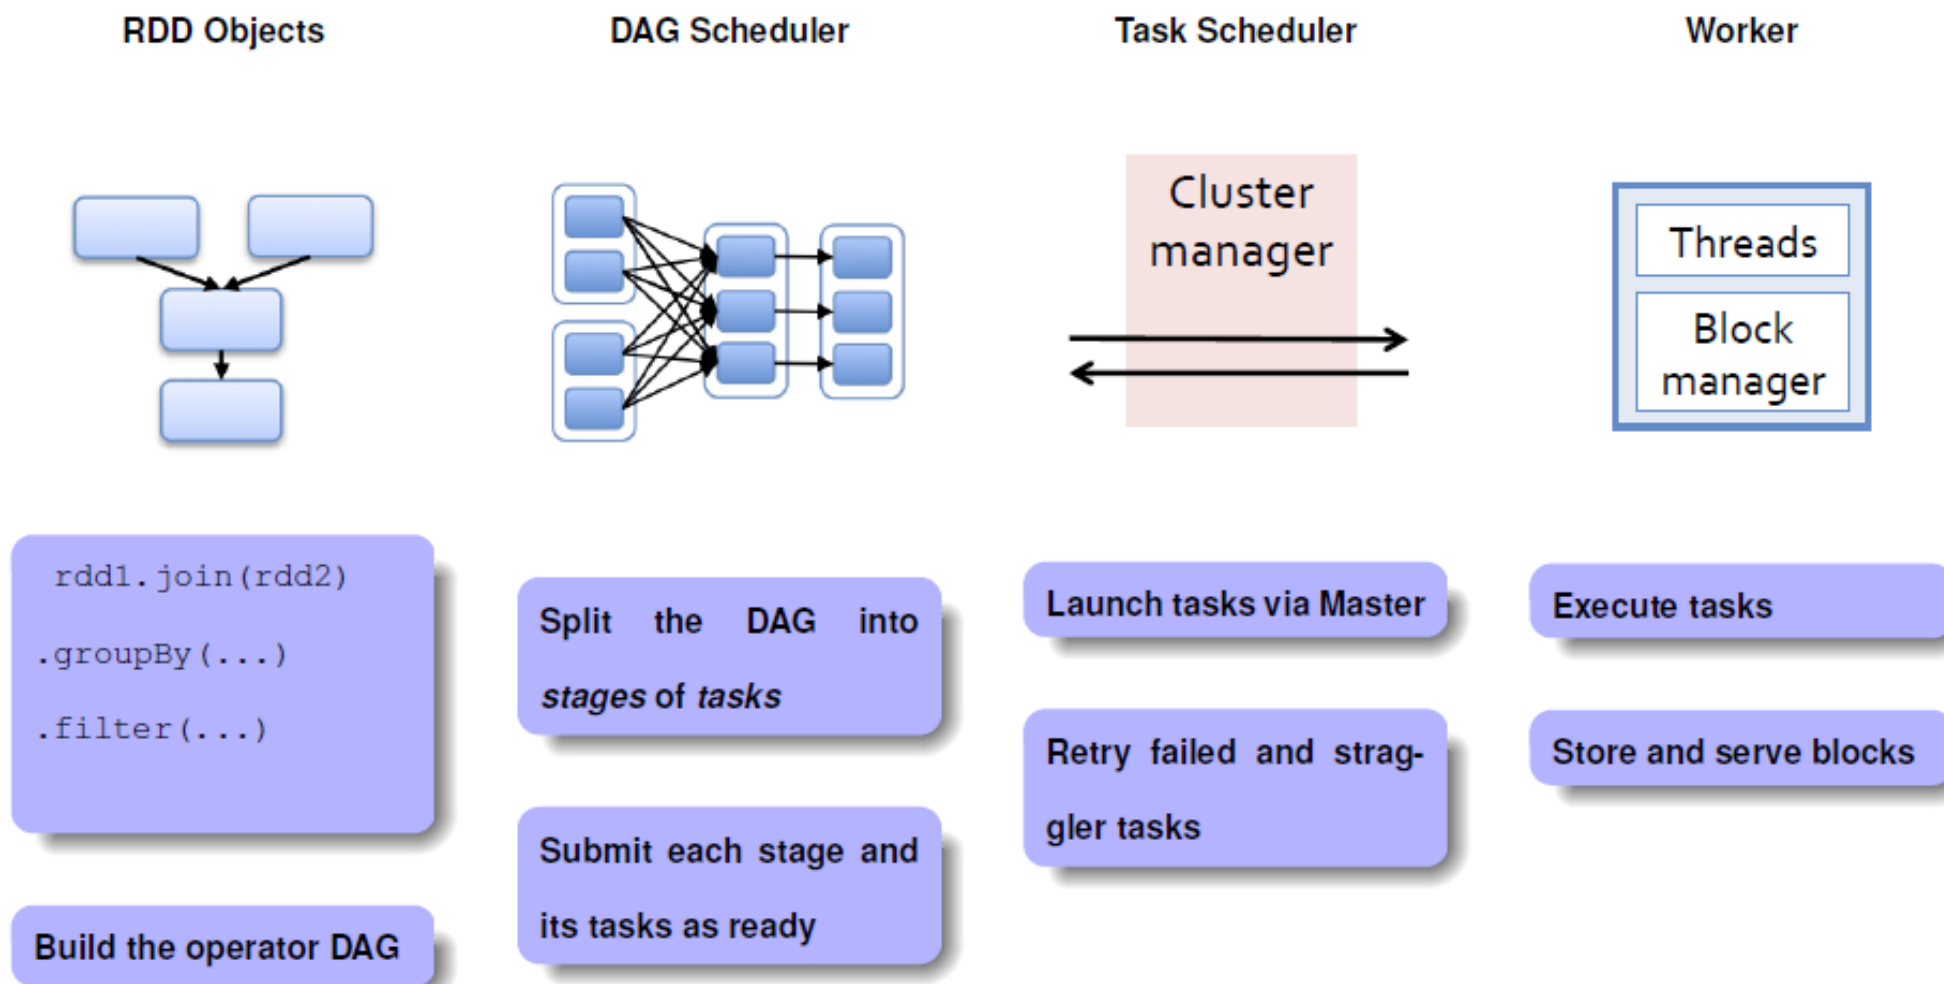 RDD Objects
DAG Scheduler
Task Scheduler
Worker
Cluster
manager
Threads
Block
manager
rdd1.join(rdd2)
.groupBy(...)
.filter(...)
Build the operator DAG
Split the DAG into
stages of tasks
Submit each stage and
its tasks as ready
Launch tasks via Master
Retry failed and strag-
gler tasks
Execute tasks
Store and serve blocks